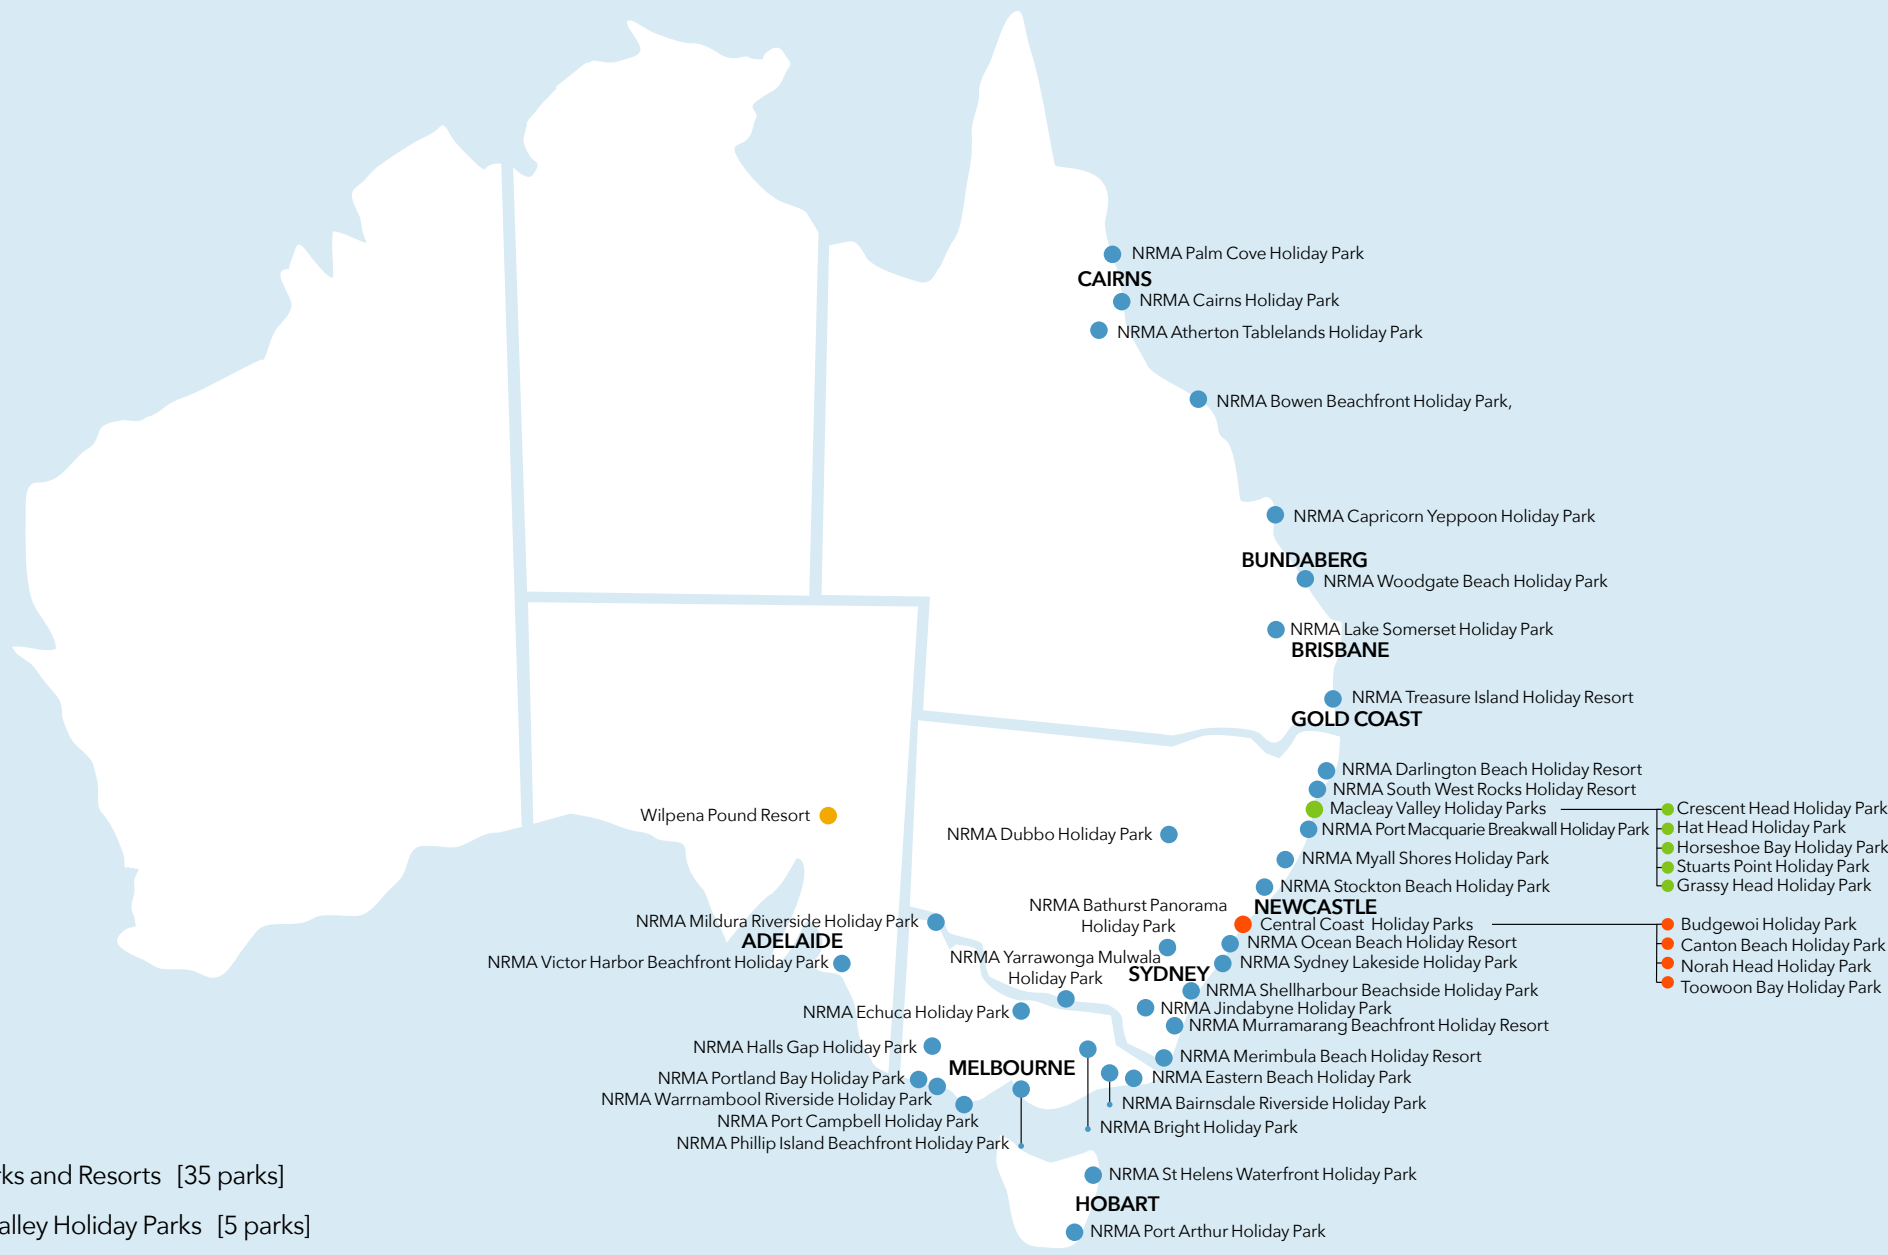 NRMA Palm Cove Holiday Park
CAIRNS
NRMA Cairns Holiday Park
NRMA Atherton Tablelands Holiday Park
NRMA Bowen Beachfront Holiday Park,
NRMA Capricorn Yeppoon Holiday Park
BUNDABERG
NRMA Woodgate Beach Holiday Park
NRMA Lake Somerset Holiday Park
BRISBANE
NRMA Treasure Island Holiday Resort
GOLD COAST
NRMA Darlington Beach Holiday Resort
NRMA South West Rocks Holiday Resort
Macleay Valley Holiday Parks
Crescent Head Holiday Park
Hat Head Holiday Park
Horseshoe Bay Holiday Park
Stuarts Point Holiday Park
Grassy Head Holiday Park
NRMA Port Macquarie Breakwall Holiday Park
Wilpena Pound Resort
NRMA Dubbo Holiday Park
NRMA Myall Shores Holiday Park
NRMA Stockton Beach Holiday Park
NRMA Bathurst Panorama
Holiday Park
NEWCASTLE
Central Coast Holiday Parks
Budgewoi Holiday Park
Canton Beach Holiday Park
Norah Head Holiday Park
Toowoon Bay Holiday Park
NRMA Mildura Riverside Holiday Park
ADELAIDE
NRMA Victor Harbor Beachfront Holiday Park
NRMA Ocean Beach Holiday Resort
NRMA Yarrawonga Mulwala
Holiday Park
NRMA Sydney Lakeside Holiday Park
SYDNEY
NRMA Shellharbour Beachside Holiday Park
NRMA Jindabyne Holiday Park
NRMA Echuca Holiday Park
NRMA Murramarang Beachfront Holiday Resort
NRMA Halls Gap Holiday Park
NRMA Merimbula Beach Holiday Resort
MELBOURNE
NRMA Portland Bay Holiday Park
NRMA Eastern Beach Holiday Park
NRMA Warrnambool Riverside Holiday Park
NRMA Bairnsdale Riverside Holiday Park
NRMA Port Campbell Holiday Park
NRMA Bright Holiday Park
NRMA Phillip Island Beachfront Holiday Park
NRMA St Helens Waterfront Holiday Park
HOBART
NRMA Port Arthur Holiday Park
rks and Resorts [35 parks]
alley Holiday Parks [5 parks]